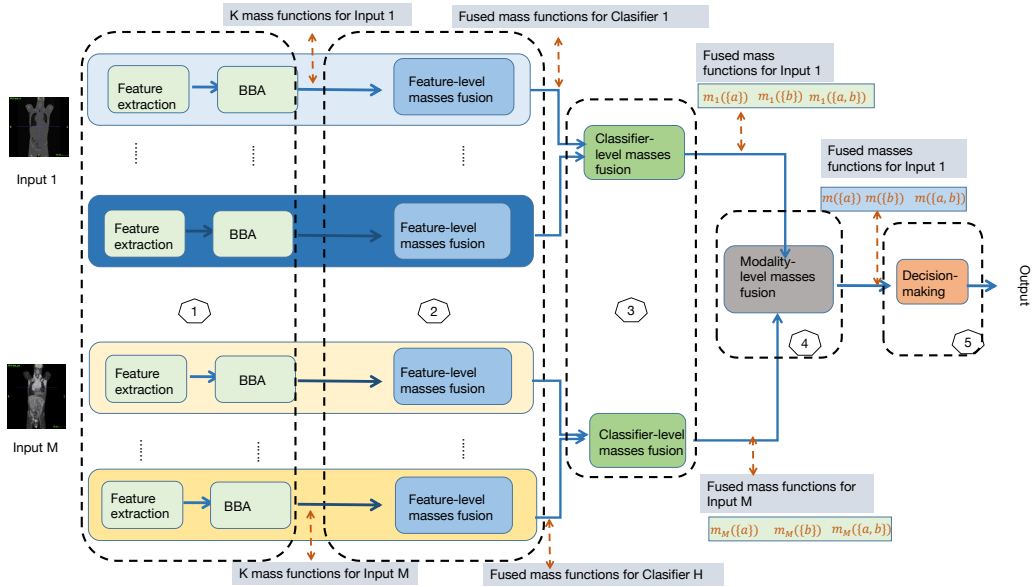 K mass functions for Input 1
Fused mass functions for Clasifier 1
Feature
extraction
BBA
Feature-level
masses fusion
Fused mass
functions for Input 1
m₁({a}) m₁({b}) m₁({a, b})
Input 1
Classifier-
level masses
fusion
Fused masses
functions for Input 1
m({a}) m({b}) m({a, b})
Feature
extraction
BBA
Feature-level
masses fusion
Modality-
level masses
fusion
Decision-
making
Output
1
2
3
4
5
Feature
extraction
BBA
Feature-level
masses fusion
Input M
Classifier-level
masses fusion
Feature
extraction
BBA
Feature-level
masses fusion
Fused mass functions for
Input M
m_M({a}) m_M({b}) m_M({a, b})
K mass functions for Input M
Fused mass functions for Clasifier H